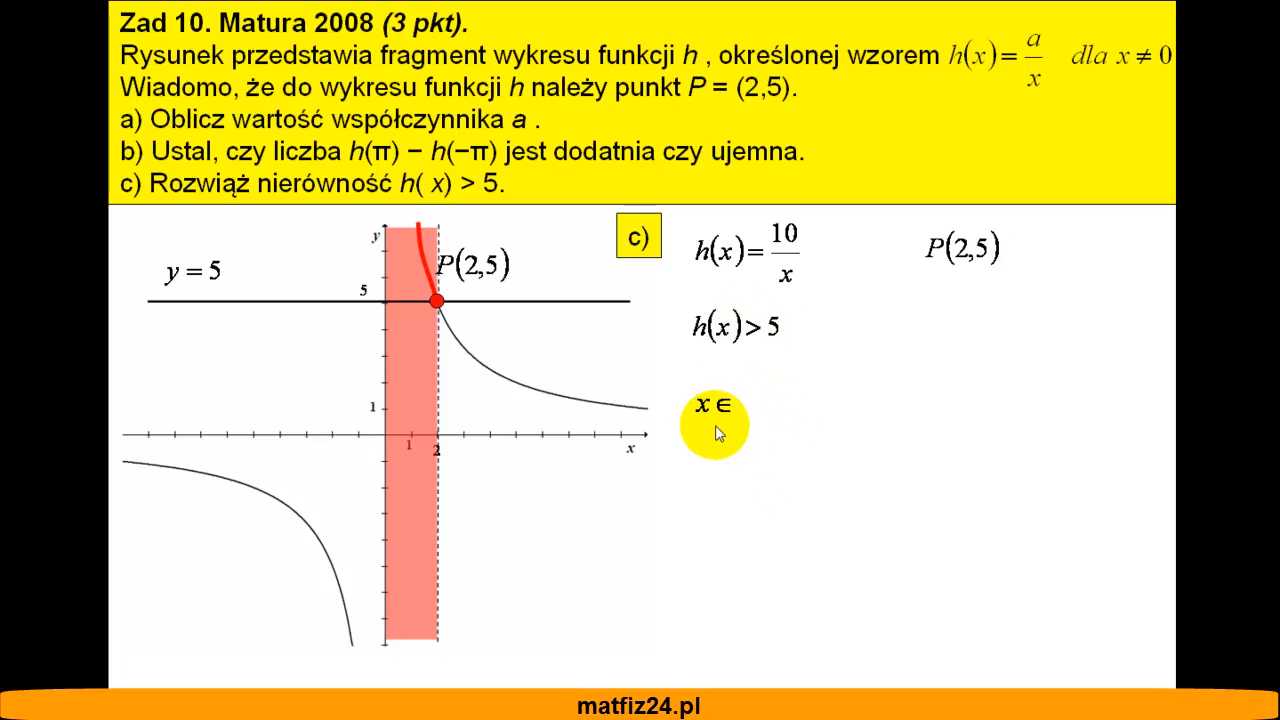 Zad 10. Matura 2008 (3 pkt).
Rysunek przedstawia fragment wykresu funkcji h , określonej wzorem h(x)=a/x dla x ≠ 0
Wiadomo, że do wykresu funkcji h należy punkt P = (2,5).
a) Oblicz wartość współczynnika a .
b) Ustal, czy liczba h(π) − h(−π) jest dodatnia czy ujemna.
c) Rozwiąż nierówność h( x) > 5.
y
P(2,5)
y = 5
5
1
1
2
x
c)
h(x)=10/x
P(2,5)
h(x)> 5
x ∈
matfiz24.pl